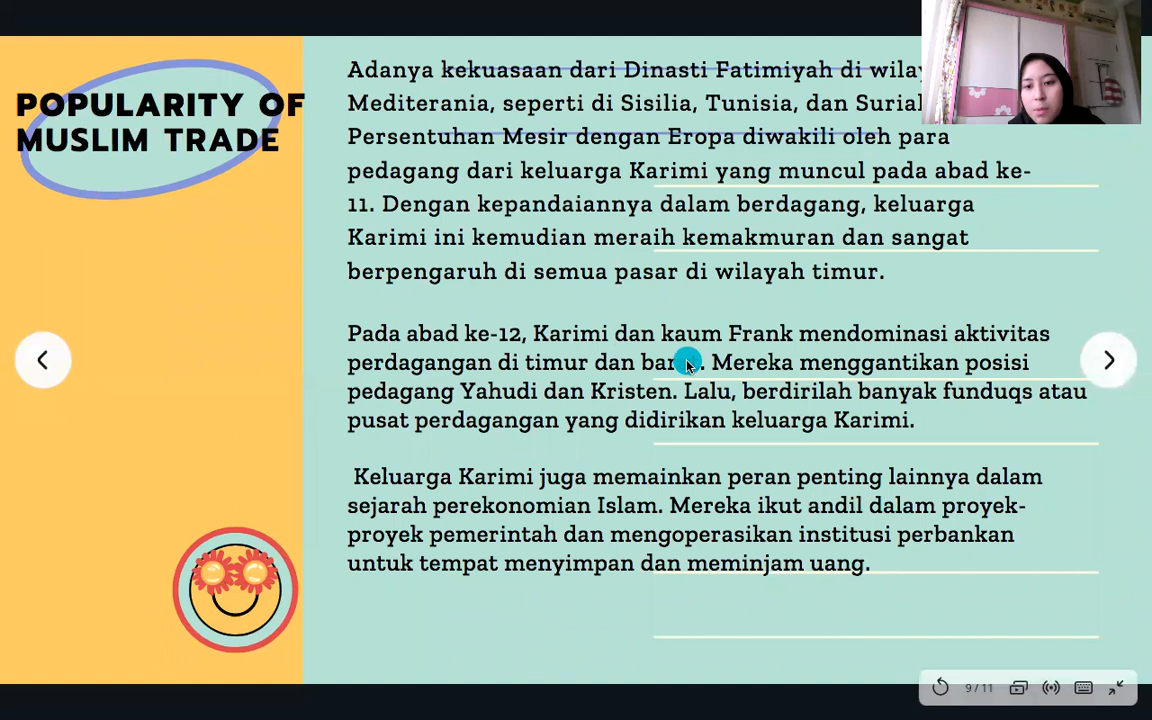 POPULARITY OF
MUSLIM TRADE
Adanya kekuasaan dari Dinasti Fatimiyah di
Mediterania, seperti di Sisilia, Tunisia, dan
Persentuhan Mesir dengan Eropa diwakili oleh para
pedagang dari keluarga Karimi yang muncul pada abad ke-
11. Dengan kepandaiannya dalam berdagang, keluarga
Karimi ini kemudian meraih kemakmuran dan sangat
berpengaruh di semua pasar di wilayah timur.
Pada abad ke-12, Karimi dan kaum Frank mendominasi aktivitas
perdagangan di timur dan Mereka menggantikan posisi
pedagang Yahudi dan Kristen. Lalu, berdirilah banyak funduqs atau
pusat perdagangan yang didirikan keluarga Karimi.
Keluarga Karimi juga memainkan peran penting lainnya dalam
sejarah perekonomian Islam. Mereka ikut andil dalam proyek-
proyek pemerintah dan mengoperasikan institusi perbankan
untuk tempat menyimpan dan meminjam uang.
9/11